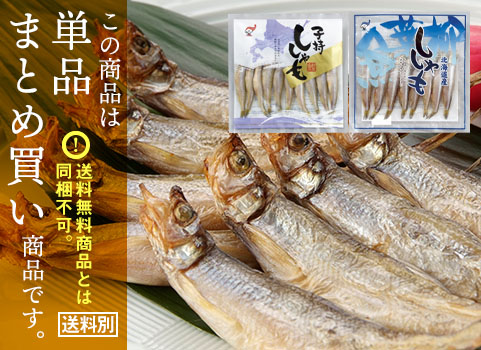 この商品は
単品
まとめ買い
商品です。
！送料無料商品とは
同梱不可。
送料別
子持
ししゃも
北海道産
ししゃも